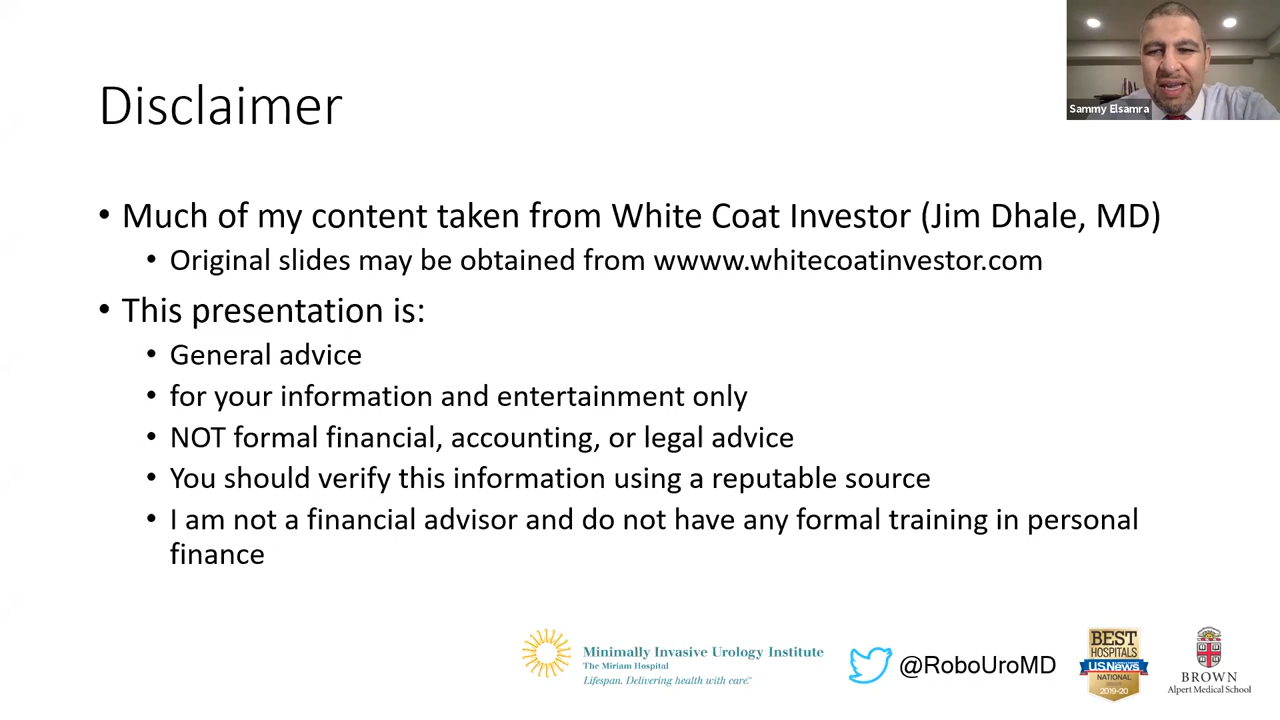 Sammy Elsamra
Disclaimer
• Much of my content taken from White Coat Investor (Jim Dhale, MD)
• Original slides may be obtained from wwww.whitecoatinvestor.com
• This presentation is:
• General advice
• for your information and entertainment only
• NOT formal financial, accounting, or legal advice
• You should verify this information using a reputable source
• I am not a financial advisor and do not have any formal training in personal
finance
Minimally Invasive Urology Institute
The Miriam Hospital
Lifespan. Delivering health with care.
@RoboUroMD
BEST
HOSPITALS
U.S.News
NATIONAL
2019-20
BROWN
Alpert Medical School